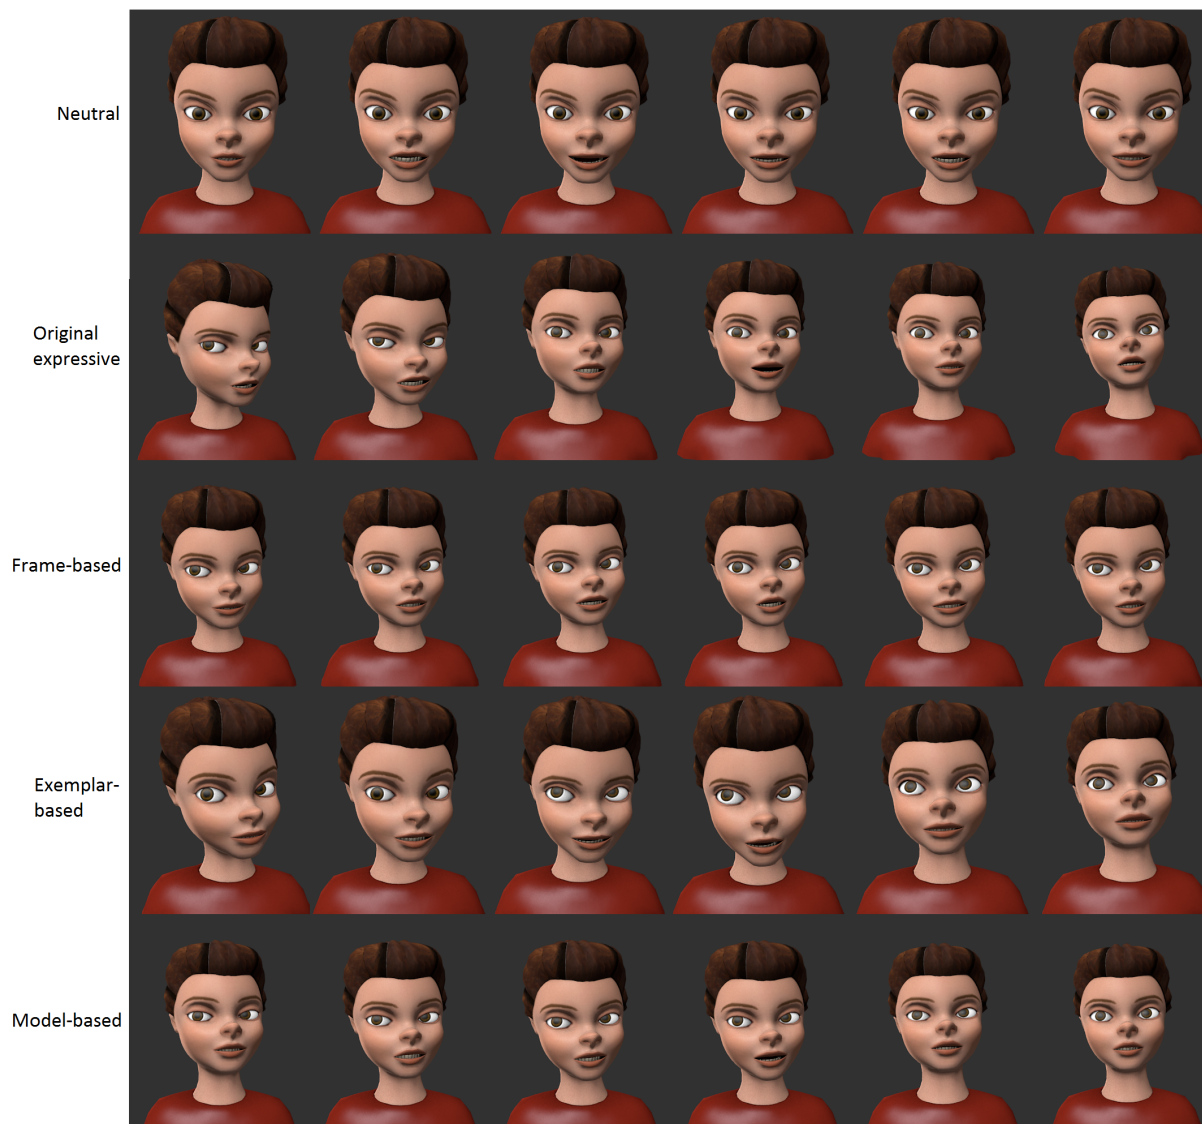 Neutral
Original
expressive
Frame-based
Exemplar-
based
Model-based